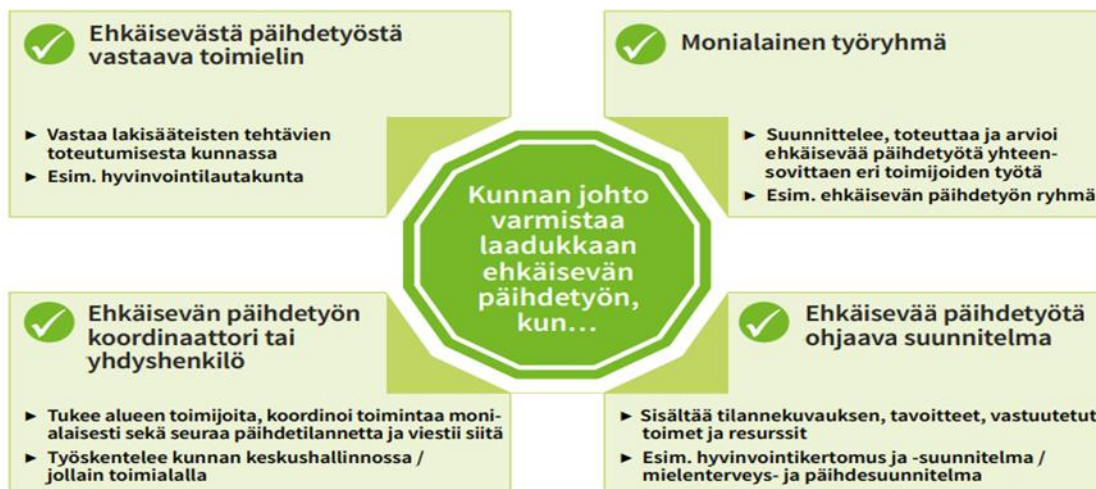 Ehkäisevästä päihdetyöstä
vastaava toimielin
► Vastaa lakisääteisten tehtävien
toteutumisesta kunnassa
► Esim. hyvinvointilautakunta
Monialainen työryhmä
► Suunnittelee, toteuttaa ja arvioi
ehkäisevää päihdetyötä yhteen-
sovittaen eri toimijoiden työtä
► Esim. ehkäisevän päihdetyön ryhmä
Kunnan johto
varmistaa
laadukkaan
ehkäisevän
päihdetyön,
kun...
Ehkäisevän päihdetyön
koordinaattori tai
yhdyshenkilö
► Tukee alueen toimijoita, koordinoi toimintaa moni-
alaisesti sekä seuraa päihdetilannetta ja viestii siitä
► Työskentelee kunnan keskushallinnossa /
jollain toimialalla
Ehkäisevää päihdetyötä
ohjaava suunnitelma
► Sisältää tilannekuvauksen, tavoitteet, vastuutetut
toimet ja resurssit
► Esim. hyvinvointikertomus ja -suunnitelma /
mielenterveys- ja päihdesuunnitelma